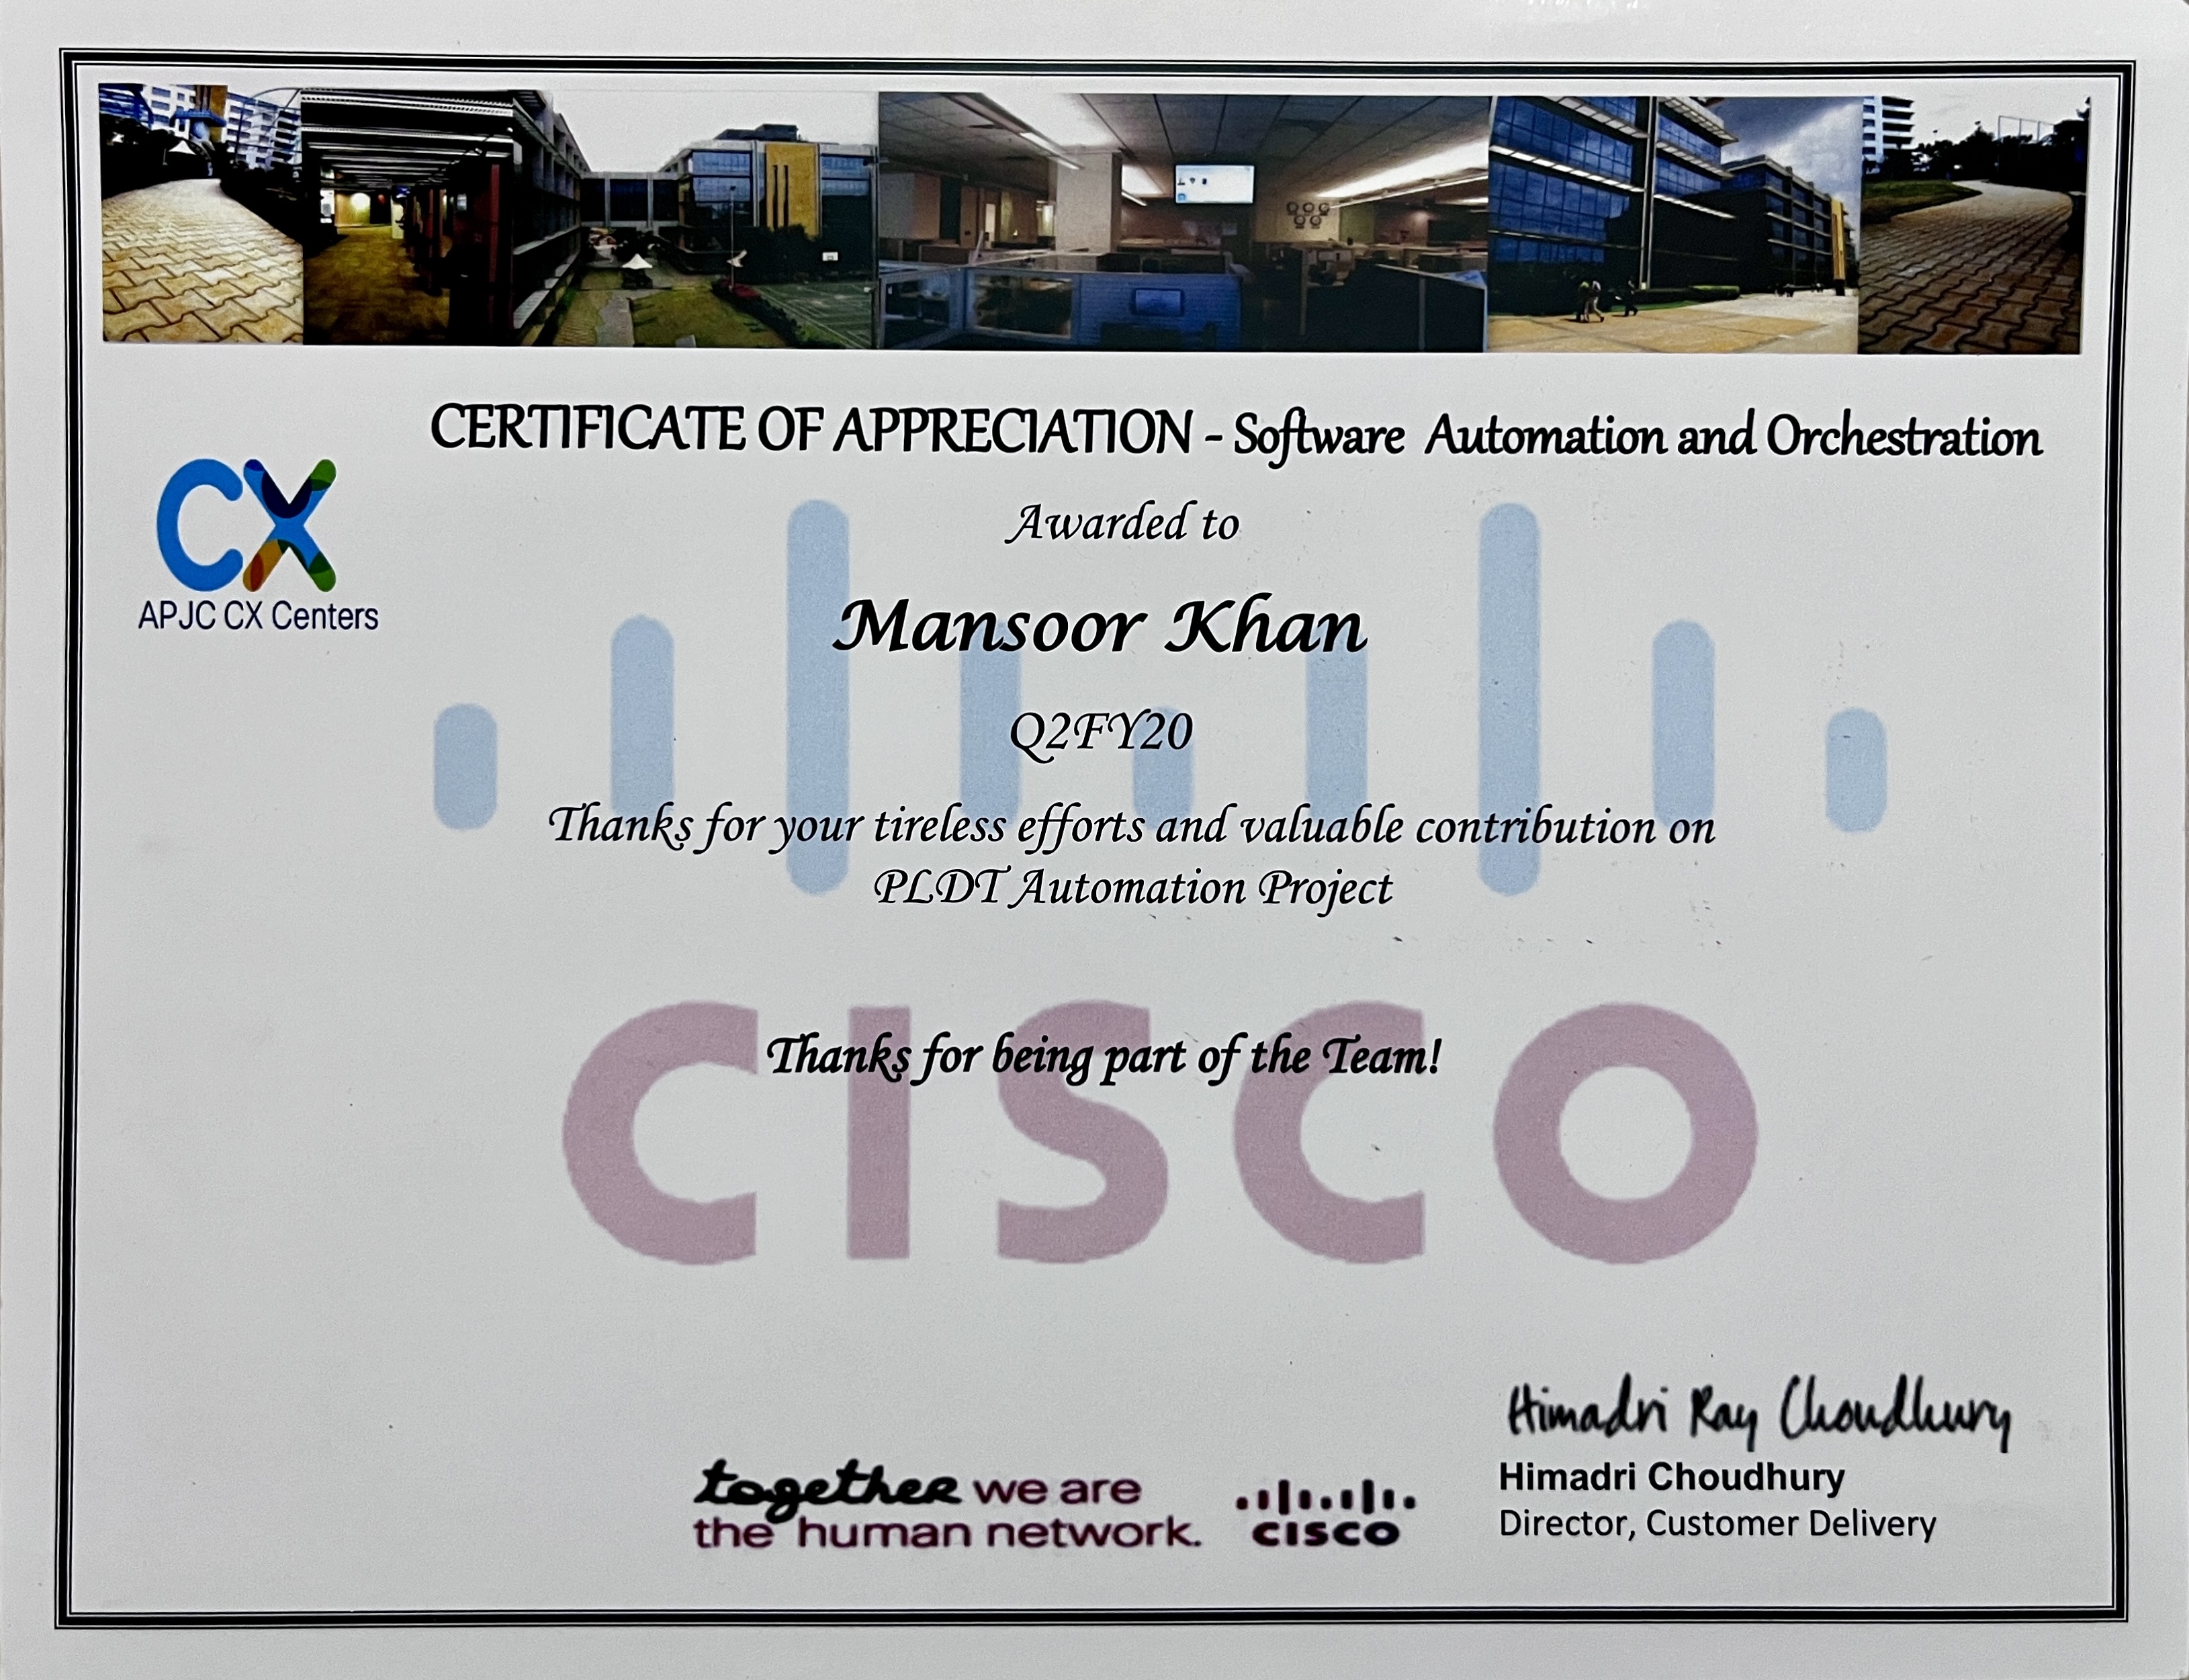 CERTIFICATE OF APPRECIATION - Software Automation and Orchestration
CX
APJC CX Centers
Awarded to
Mansoor Khan
Q2FY20
Thanks for your tireless efforts and valuable contribution on
PLDT Automation Project
Thanks for being part of the Team!
CISCO
Himadri Ray Choudhury
Himadri Choudhury
Director, Customer Delivery
together we are
the human network.
CISCO